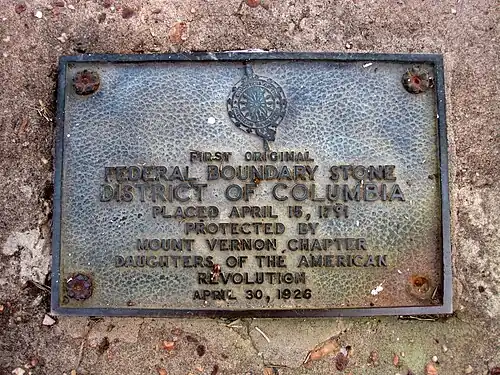 FIRST ORIGINAL
FEDERAL BOUNDARY STONE
DISTRICT OF COLUMBIA
PLACED APRIL 15, 1791
PROTECTED BY
MOUNT VERNON CHAPTER
DAUGHTERS OF THE AMERICAN
REVOLUTION
APRIL 30, 1926